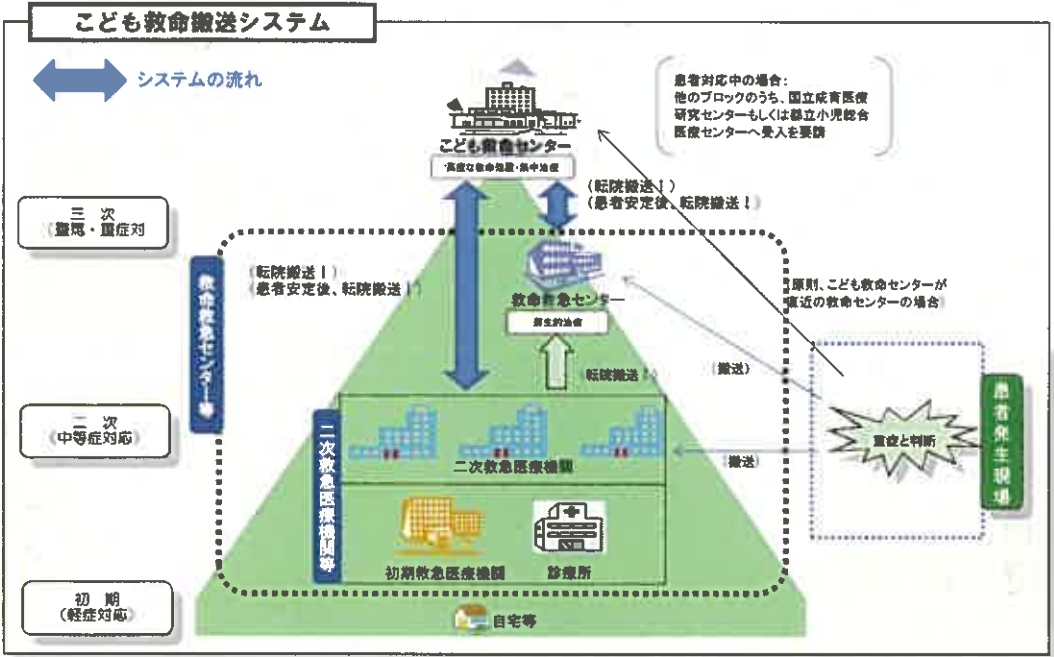 こども救命搬送システム
システムの流れ
患者対応中の場合:
他のブロックのうち、国立成育医療
研究センターもしくは都立小児総合
医療センターへ受入を要請
こども救命センター
高度な救命処置・集中治療
(転院搬送↑)
(患者安定後、転院搬送↓)
三 次
(重篤・重症対
救命救急センター等
(転院搬送↑)
(患者安定後、転院搬送↓)
救命救急センター
原則、こども救命センターが
直近の救命センターの場合)
(転院搬送↑)
(搬送)
患者発生現場
重症と判断
二 次
(中等症対応)
二次救急医療機関等
二次救急医療機関
(搬送)
初期救急医療機関
診療所
初 期
(軽症対応)
自宅等